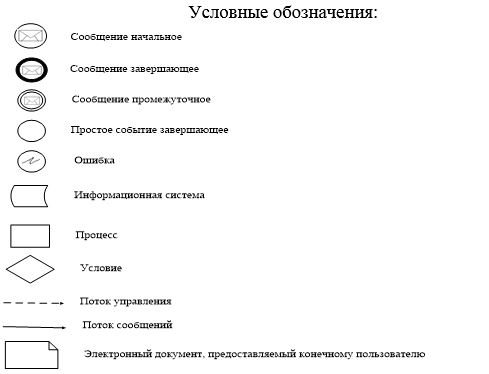 Условные обозначения:
Сообщение начальное
Сообщение завершающее
Сообщение промежуточное
Простое событие завершающее
Ошибка
Информационная система
Процесс
Условие
Поток управления
Поток сообщений
Электронный документ, предоставляемый конечному пользователю